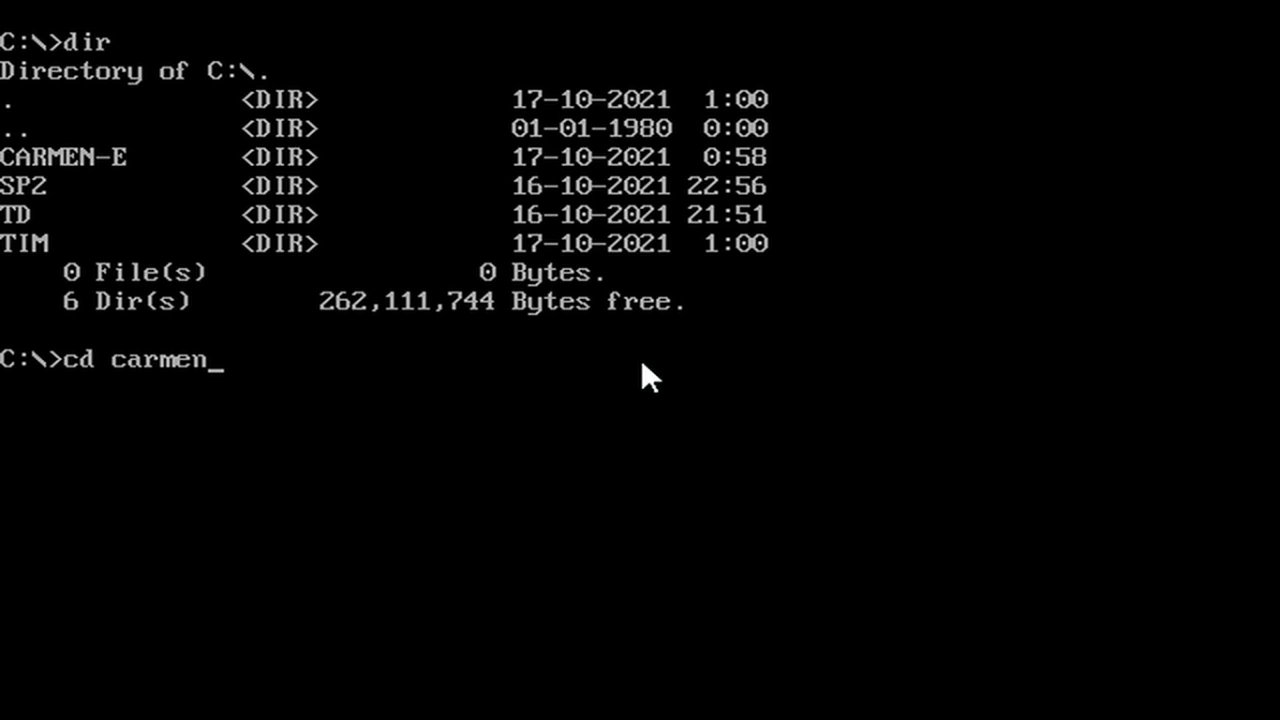 C:\>dir
Directory of C:\.
.                <DIR>            17-10-2021  1:00
..               <DIR>            01-01-1980  0:00
CARMEN-E         <DIR>            17-10-2021  0:58
SP2              <DIR>            16-10-2021 22:56
TD               <DIR>            16-10-2021 21:51
TIM              <DIR>            17-10-2021  1:00
0 File(s)                 0 Bytes.
6 Dir(s)       262,111,744 Bytes free.
C:\>cd carmen_